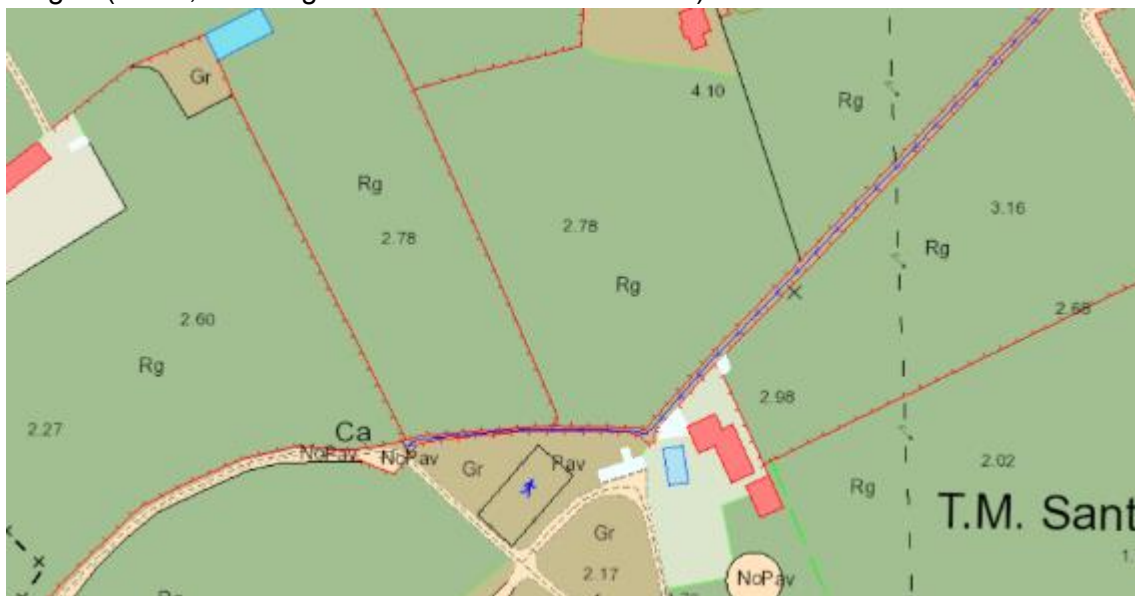 Gr
4.10
Rg
Rg
2.78
2.78
3.16
Rg
Rg
2.60
2.68
Rg
2.98
2.27
Ca
NoPav
NoPav
Gr
Pav
2.02
Rg
T.M. Sant
Gr
2.17
NoPav